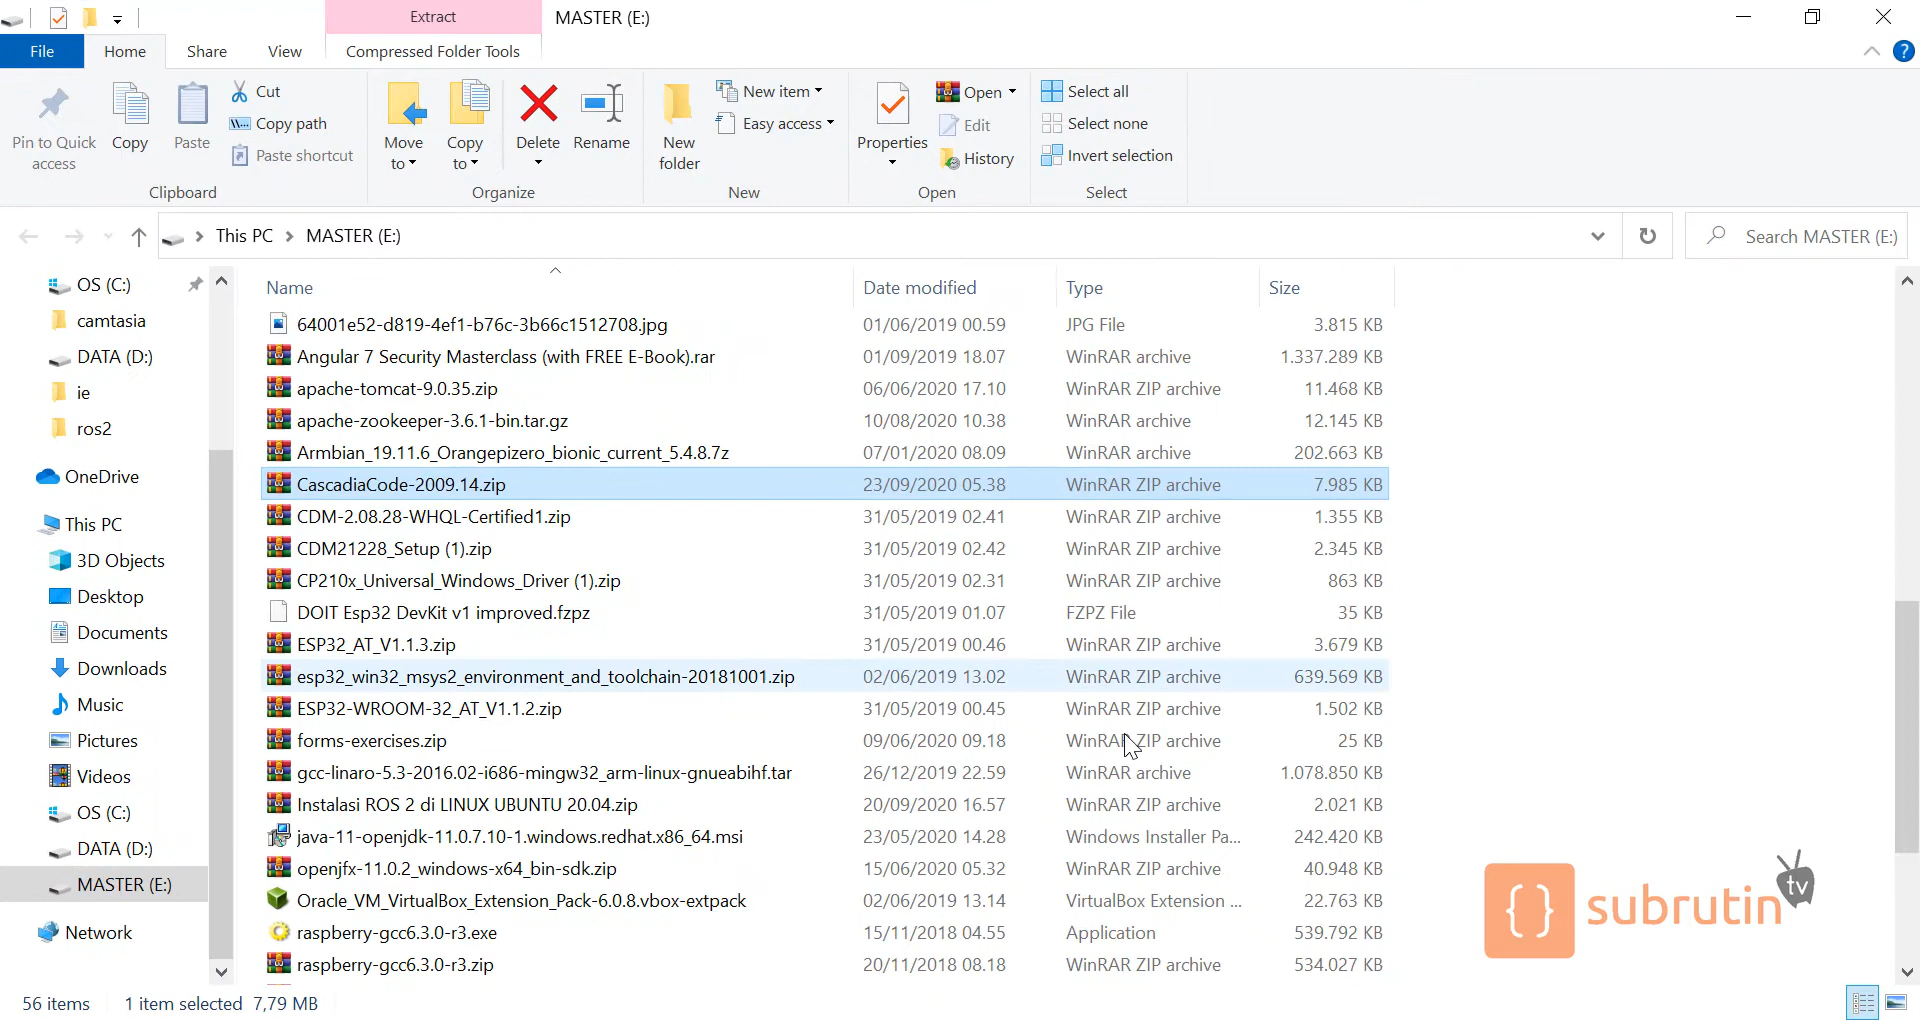 Extract
MASTER (E:)
File
Home
Share
View
Compressed Folder Tools
Pin to Quick access
Copy
Paste
Cut
Copy path
Paste shortcut
Clipboard
Move to
Copy to
Delete
Rename
Organize
New folder
New item
Easy access
New
Properties
Open
Edit
History
Open
Select all
Select none
Invert selection
Select
This PC
MASTER (E:)
Search MASTER (E:)
OS (C:)
camtasia
DATA (D:)
ie
ros2
OneDrive
This PC
3D Objects
Desktop
Documents
Downloads
Music
Pictures
Videos
OS (C:)
DATA (D:)
MASTER (E:)
Network
Name Date modified Type Size
64001e52-d819-4ef1-b76c-3b66c1512708.jpg 01/06/2019 00.59 JPG File 3.815 KB
Angular 7 Security Masterclass (with FREE E-Book).rar 01/09/2019 18.07 WinRAR archive 1.337.289 KB
apache-tomcat-9.0.35.zip 06/06/2020 17.10 WinRAR ZIP archive 11.468 KB
apache-zookeeper-3.6.1-bin.tar.gz 10/08/2020 10.38 WinRAR archive 12.145 KB
Armbian_19.11.6_Orangepizero_bionic_current_5.4.8.7z 07/01/2020 08.09 WinRAR archive 202.663 KB
CascadiaCode-2009.14.zip 23/09/2020 05.38 WinRAR ZIP archive 7.985 KB
CDM-2.08.28-WHQL-Certified1.zip 31/05/2019 02.41 WinRAR ZIP archive 1.355 KB
CDM21228_Setup (1).zip 31/05/2019 02.42 WinRAR ZIP archive 2.345 KB
CP210x_Universal_Windows_Driver (1).zip 31/05/2019 02.31 WinRAR ZIP archive 863 KB
DOIT Esp32 DevKit v1 improved.fzpz 31/05/2019 01.07 FZPZ File 35 KB
ESP32_AT_V1.1.3.zip 31/05/2019 00.46 WinRAR ZIP archive 3.679 KB
esp32_win32_msys2_environment_and_toolchain-20181001.zip 02/06/2019 13.02 WinRAR ZIP archive 639.569 KB
ESP32-WROOM-32_AT_V1.1.2.zip 31/05/2019 00.45 WinRAR ZIP archive 1.502 KB
forms-exercises.zip 09/06/2020 09.18 WinRAR ZIP archive 25 KB
gcc-linaro-5.3-2016.02-i686-mingw32_arm-linux-gnueabihf.tar 26/12/2019 22.59 WinRAR archive 1.078.850 KB
Instalasi ROS 2 di LINUX UBUNTU 20.04.zip 20/09/2020 16.57 WinRAR ZIP archive 2.021 KB
java-11-openjdk-11.0.7.10-1.windows.redhat.x86_64.msi 23/05/2020 14.28 Windows Installer Pa... 242.420 KB
openjfx-11.0.2_windows-x64_bin-sdk.zip 15/06/2020 05.32 WinRAR ZIP archive 40.948 KB
Oracle_VM_VirtualBox_Extension_Pack-6.0.8.vbox-extpack 02/06/2019 13.14 VirtualBox Extension ... 22.763 KB
raspberry-gcc6.3.0-r3.exe 15/11/2018 04.55 Application 539.792 KB
raspberry-gcc6.3.0-r3.zip 20/11/2018 08.18 WinRAR ZIP archive 534.027 KB
{} subrutin tv
56 items 1 item selected 7,79 MB